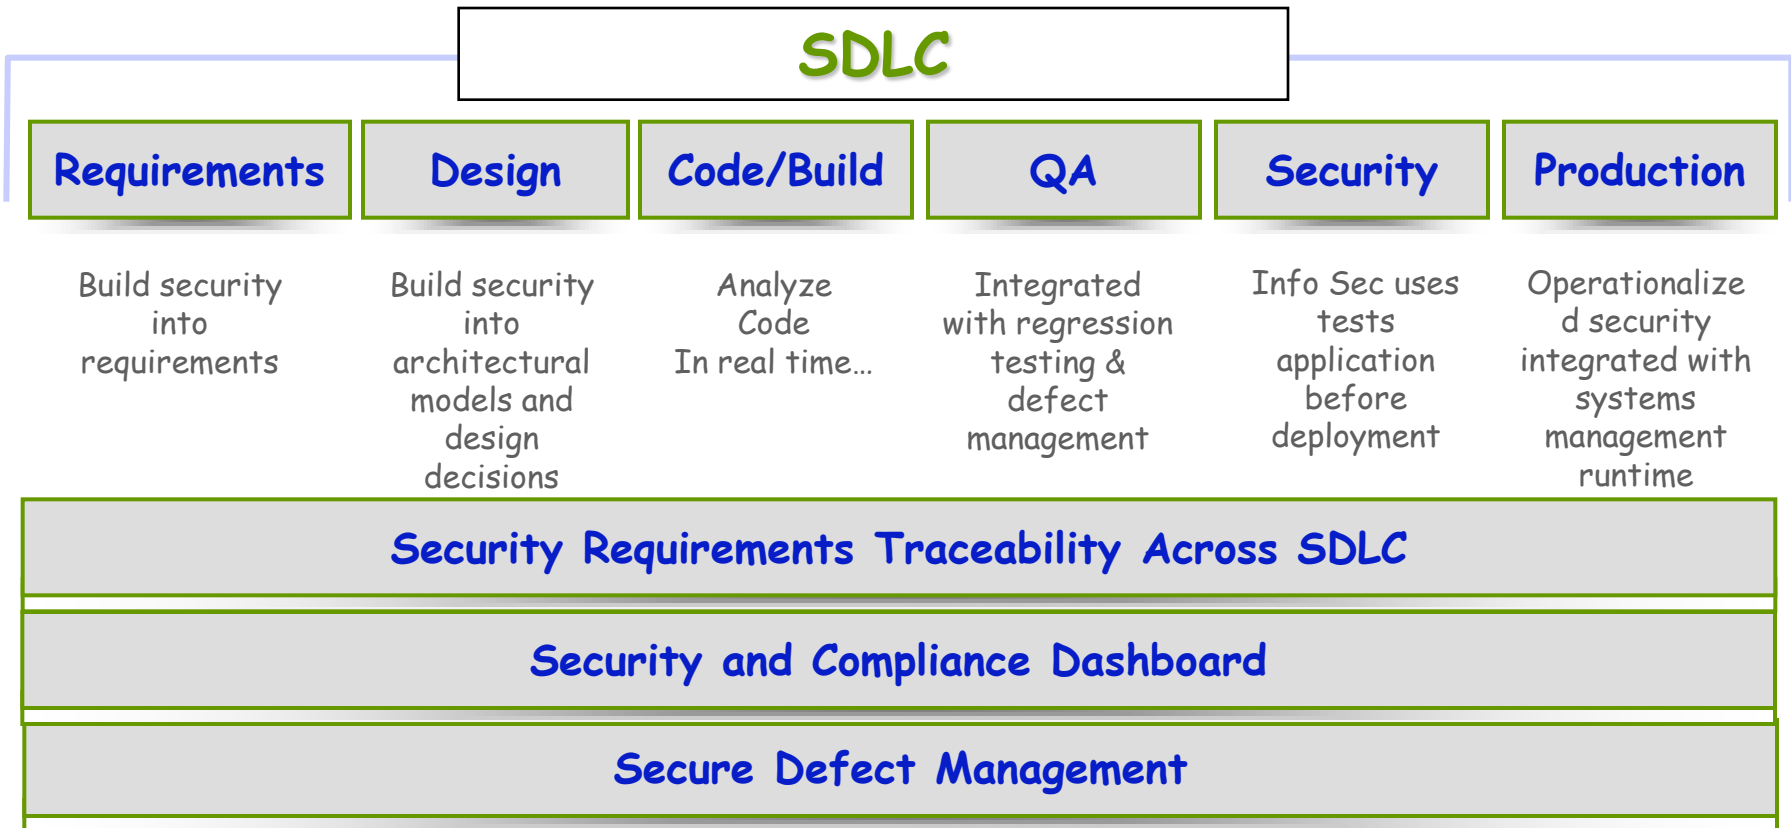 SDLC
Requirements
Design
Code/Build
QA
Security
Production
Build security
into
requirements
Build security
into
architectural
models and
design
decisions
Analyze
Code
In real time…
Integrated
with regression
testing &
defect
management
Info Sec uses
tests
application
before
deployment
Operationalize
d security
integrated with
systems
management
runtime
Security Requirements Traceability Across SDLC
Security and Compliance Dashboard
Secure Defect Management